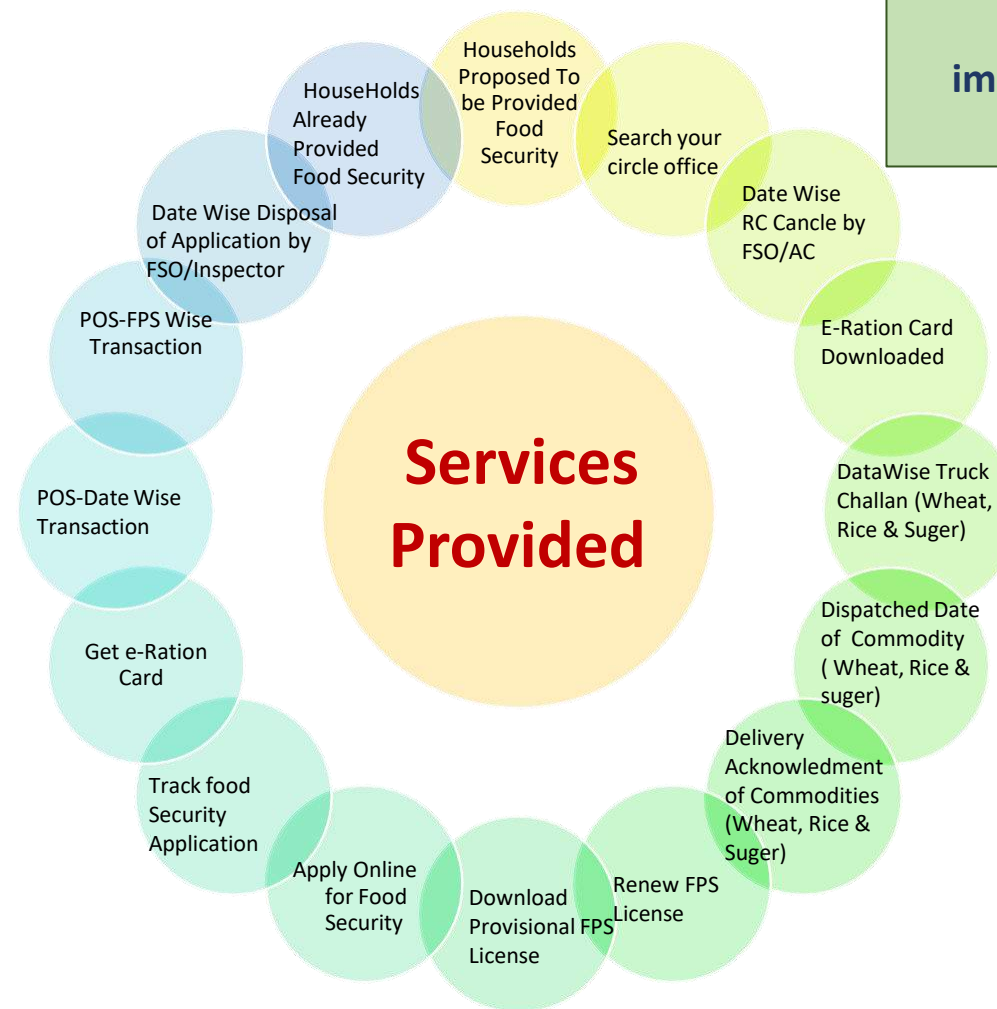 im
Households
Proposed To
be Provided
Food
Security
Search your
circle office
Date Wise
RC Cancle by
FSO/AC
E-Ration Card
Downloaded
DataWise Truck
Challan (Wheat,
Rice & Suger)
Dispatched Date
of Commodity
( Wheat, Rice &
suger)
Delivery
Acknowledment
of Commodities
(Wheat, Rice &
Suger)
Renew FPS
License
Download
Provisional FPS
License
Apply Online
for Food
Security
Track food
Security
Application
Get e-Ration
Card
POS-Date Wise
Transaction
POS-FPS Wise
Transaction
Date Wise Disposal
of Application by
FSO/Inspector
HouseHolds
Already
Provided
Food Security
Services
Provided